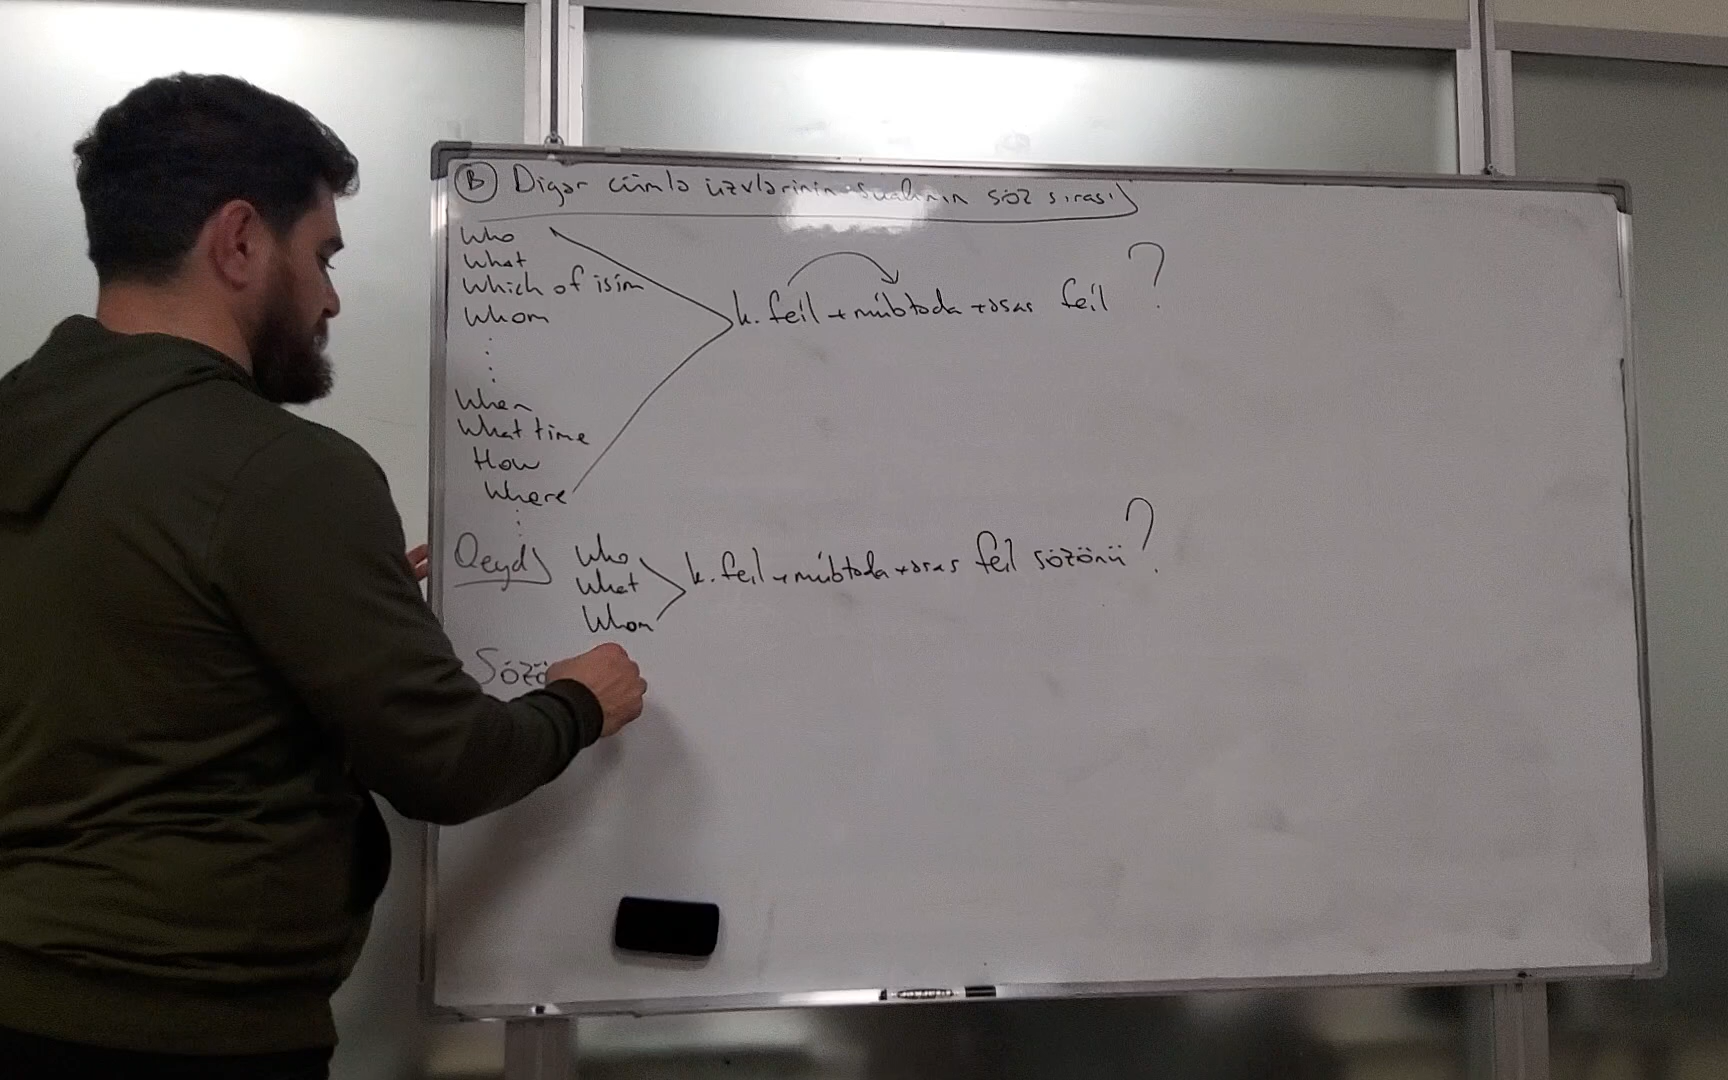 B Digər cümlə üzvlərinin sualının söz sırası
Who
What
Which of isim
Whom
k. feil + mübtəda + əsas feil ?
When
What time
How
Where
Qeyd
Who
What
Whom
k. feil + mübtəda + əsas feil sözönü ?
Sözö